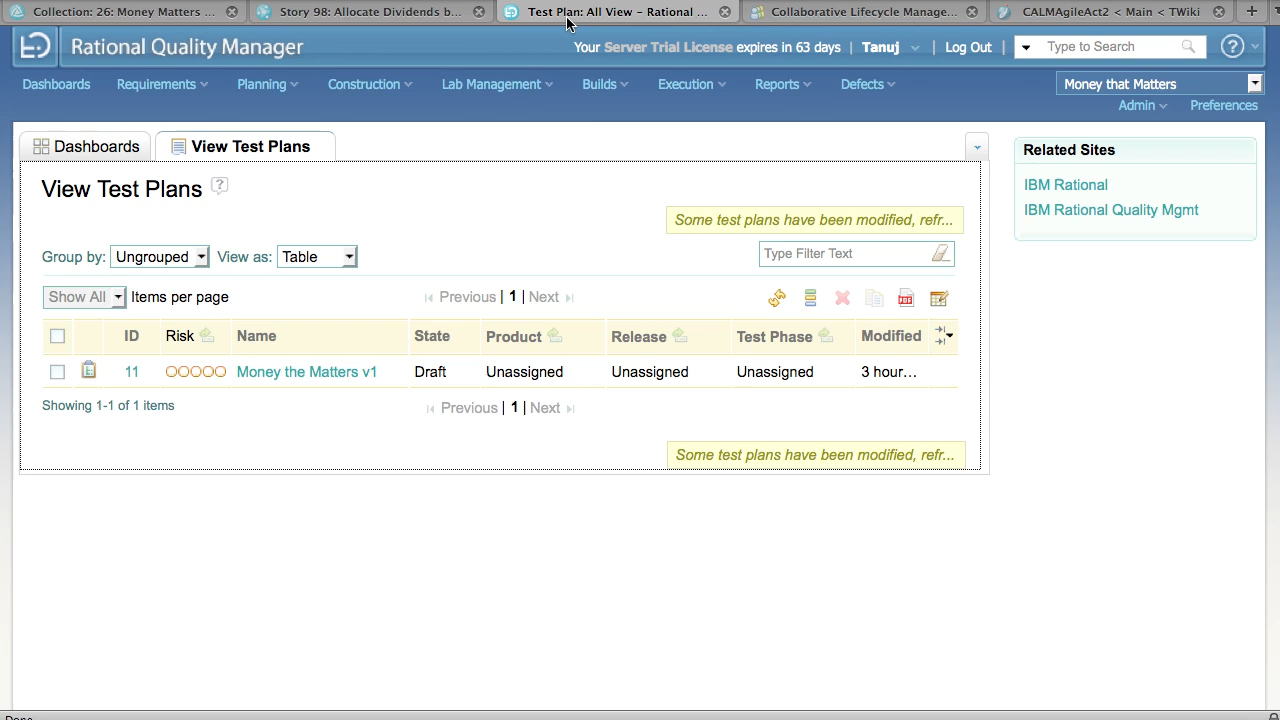 Collection: 26: Money Matters ...
Story 98: Allocate Dividends b...
Test Plan: All View - Rational ...
Collaborative Lifecycle Manage...
CALMAgileAct2 < Main < TWiki
Rational Quality Manager
Your Server Trial License expires in 63 days | Tanuj | Log Out |
Type to Search
Dashboards Requirements Planning Construction Lab Management Builds Execution Reports Defects
Money that Matters
Admin Preferences
Dashboards
View Test Plans
Related Sites
IBM Rational
IBM Rational Quality Mgmt
View Test Plans ?
Some test plans have been modified, refr...
Group by: Ungrouped View as: Table
Type Filter Text
Show All Items per page
Previous | 1 | Next
PDF
ID Risk Name State Product Release Test Phase Modified
11 Money the Matters v1 Draft Unassigned Unassigned Unassigned 3 hour...
Showing 1-1 of 1 items
Previous | 1 | Next
Some test plans have been modified, refr...
Done